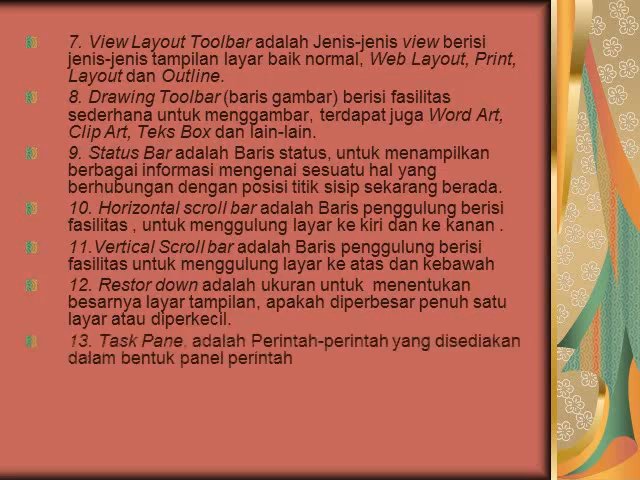 7. View Layout Toolbar adalah Jenis-jenis view berisi
jenis-jenis tampilan layar baik normal, Web Layout, Print,
Layout dan Outline.
8. Drawing Toolbar (baris gambar) berisi fasilitas
sederhana untuk menggambar, terdapat juga Word Art,
Clip Art, Teks Box dan lain-lain.
9. Status Bar adalah Baris status, untuk menampilkan
berbagai informasi mengenai sesuatu hal yang
berhubungan dengan posisi titik sisip sekarang berada.
10. Horizontal scroll bar adalah Baris penggulung berisi
fasilitas , untuk menggulung layar ke kiri dan ke kanan .
11.Vertical Scroll bar adalah Baris penggulung berisi
fasilitas untuk menggulung layar ke atas dan kebawah
12. Restor down adalah ukuran untuk menentukan
besarnya layar tampilan, apakah diperbesar penuh satu
layar atau diperkecil.
13. Task Pane, adalah Perintah-perintah yang disediakan
dalam bentuk panel perintah